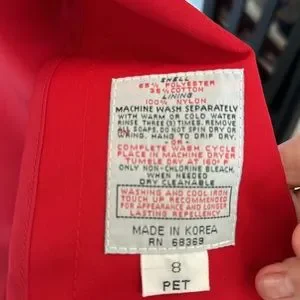 SHELL
65% POLYESTER
35% COTTON
LINING
100% NYLON
MACHINE WASH SEPARATELY
WITH WARM OR COLD WATER
RINSE THREE (3) TIMES. REMOVE
ALL SOAPS. DO NOT SPIN DRY OR
WRING. HANG TO DRIP DRY
-OR-
COMPLETE WASH CYCLE
PLACE IN MACHINE DRYER
TUMBLE DRY AT 160° F
ONLY NON-CHLORINE BLEACH,
WHEN NEEDED
DRY CLEANABLE
WASHING AND COOL IRON
TOUCH UP RECOMMENDED
FOR APPEARANCE AND LONGER
LASTING REPELLENCY
MADE IN KOREA
RN 68369
8
PET